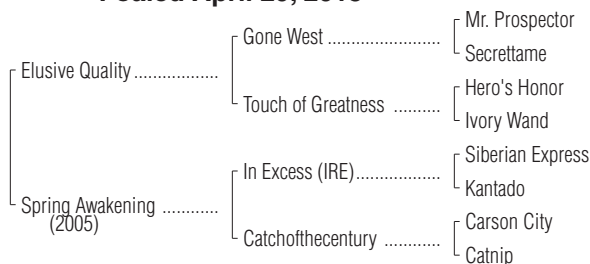 Foaled April
Mr. Prospector
Gone West ........................
Secrettame
Elusive Quality ..................
Hero's Honor
Touch of Greatness ..........
Ivory Wand
Siberian Express
In Excess (IRE)..................
Kantado
Spring Awakening ............
Carson City
(2005)
Catchofthecentury ............
Catnip